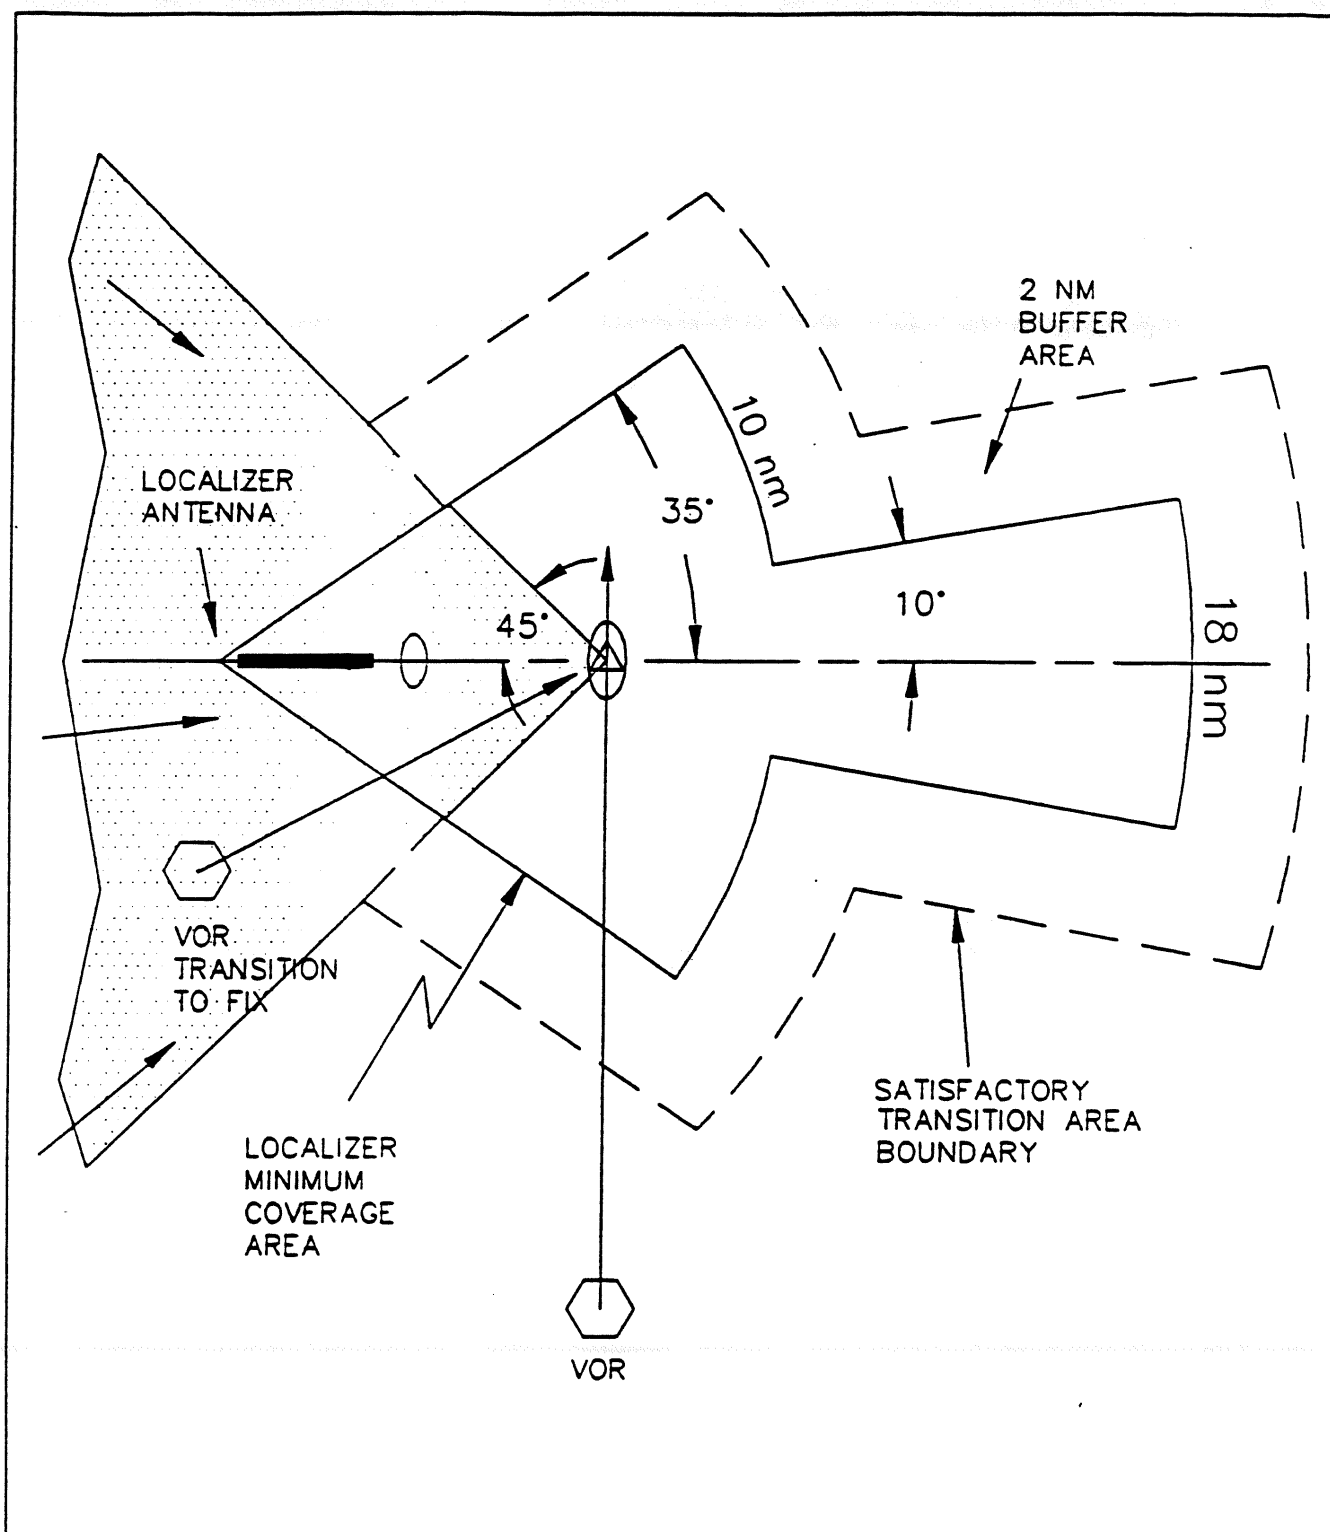 2 NM
BUFFER
AREA
10 nm
LOCALIZER
ANTENNA
35°
10°
45°
18 nm
VOR
TRANSITION
TO FIX
SATISFACTORY
TRANSITION AREA
BOUNDARY
LOCALIZER
MINIMUM
COVERAGE
AREA
VOR